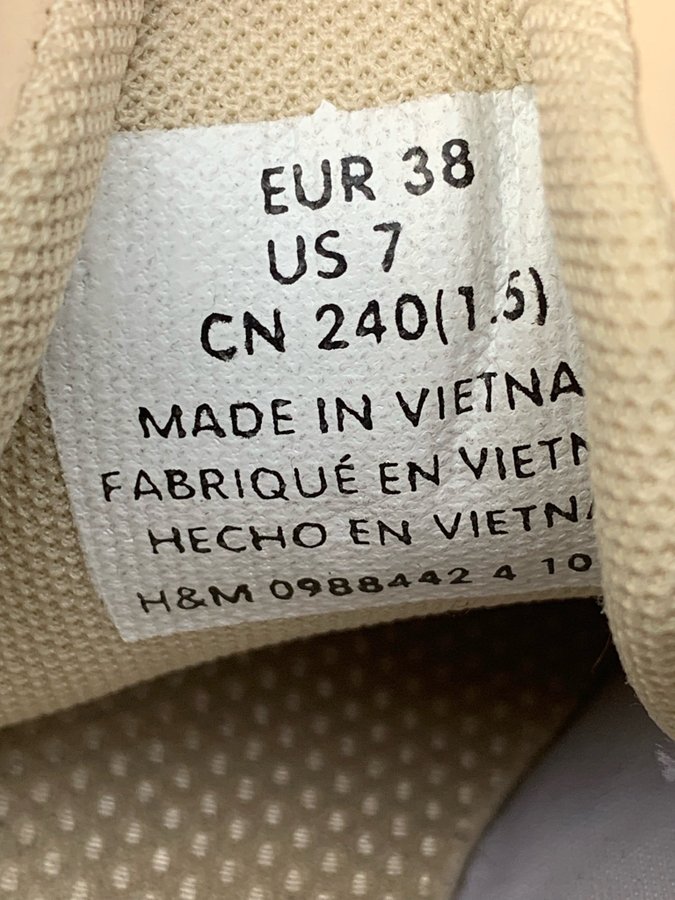 EUR 38
US 7
CN 240(1.5)
MADE IN VIETNA
FABRIQUÉ EN VIETN
HECHO EN VIETNA
H&M 0988442 4 10